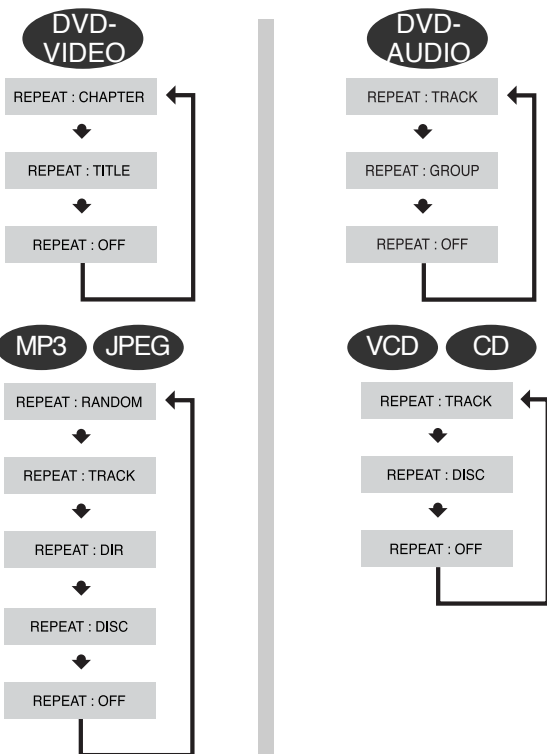 DVD-
VIDEO
REPEAT : CHAPTER
REPEAT : TITLE
REPEAT : OFF
DVD-
AUDIO
REPEAT : TRACK
REPEAT : GROUP
REPEAT : OFF
MP3 JPEG
REPEAT : RANDOM
REPEAT : TRACK
REPEAT : DIR
REPEAT : DISC
REPEAT : OFF
VCD CD
REPEAT : TRACK
REPEAT : DISC
REPEAT : OFF